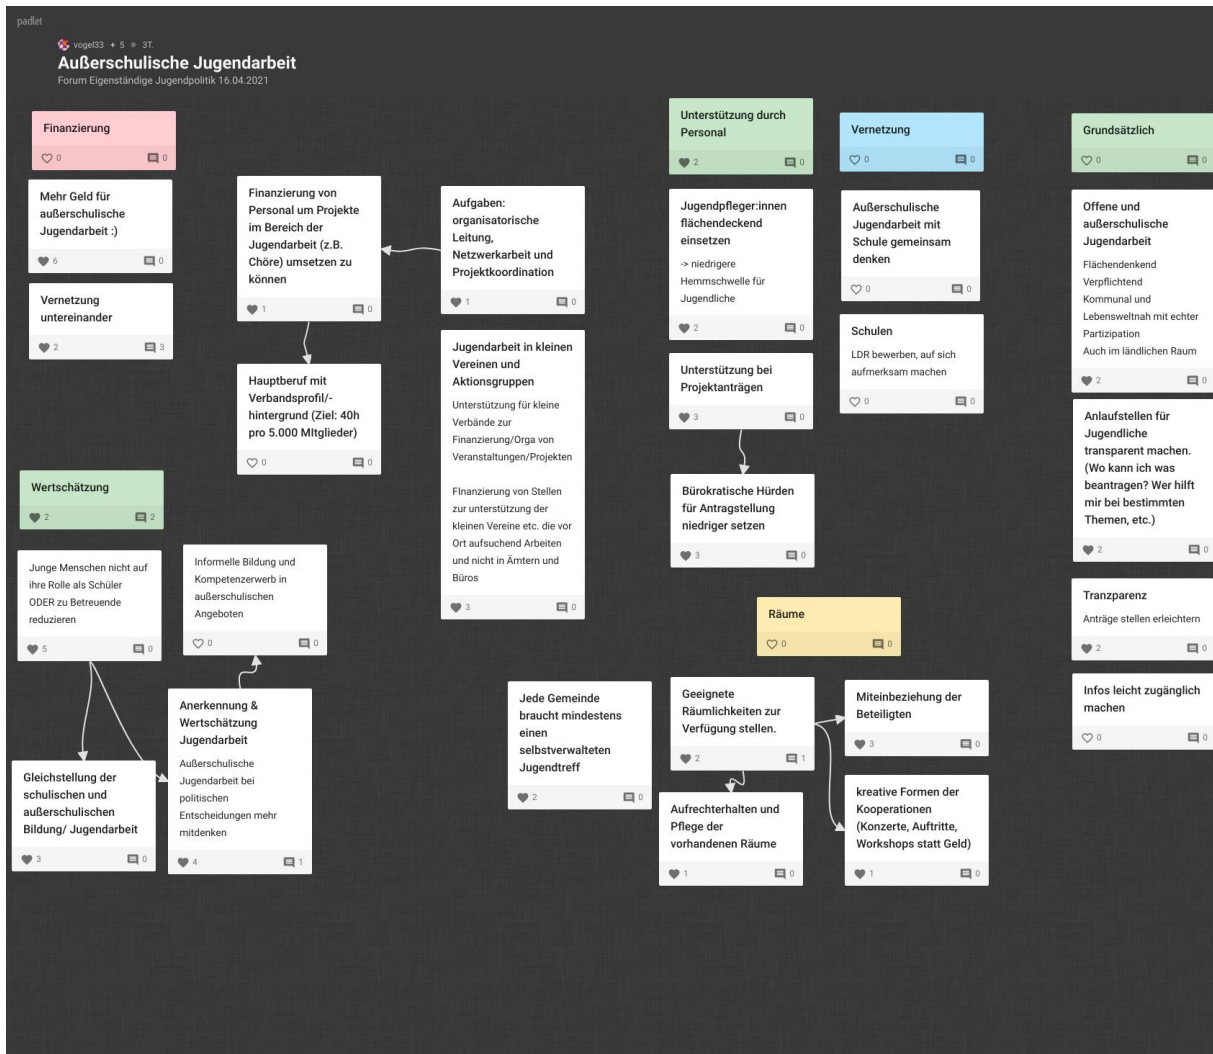 padlet
vogel33 + 5 3T.
Außerschulische Jugendarbeit
Forum Eigenständige Jugendpolitik 16.04.2021
Finanzierung
0 0
Mehr Geld für
außerschulische
Jugendarbeit :)
6 0
Vernetzung
untereinander
2 3
Finanzierung von
Personal um Projekte
im Bereich der
Jugendarbeit (z.B.
Chöre) umsetzen zu
können
1 0
Hauptberuf mit
Verbandsprofil/-
hintergrund (Ziel: 40h
pro 5.000 MItglieder)
0 0
Aufgaben:
organisatorische
Leitung,
Netzwerkarbeit und
Projektkoordination
1 0
Jugendarbeit in kleinen
Vereinen und
Aktionsgruppen
Unterstützung für kleine
Verbände zur
Finanzierung/Orga von
Veranstaltungen/Projekten
FInanzierung von Stellen
zur unterstützung der
kleinen Vereine etc. die vor
Ort aufsuchend Arbeiten
und nicht in Ämtern und
Büros
3 0
Wertschätzung
2 2
Junge Menschen nicht auf
ihre Rolle als Schüler
ODER zu Betreuende
reduzieren
5 0
Informelle Bildung und
Kompetenzerwerb in
außerschulischen
Angeboten
0 0
Gleichstellung der
schulischen und
außerschulischen
Bildung/ Jugendarbeit
3 0
Anerkennung &
Wertschätzung
Jugendarbeit
Außerschulische
Jugendarbeit bei
politischen
Entscheidungen mehr
mitdenken
4 1
Unterstützung durch
Personal
2 0
Jugendpfleger:innen
flächendeckend
einsetzen
-> niedrigere
Hemmschwelle für
Jugendliche
2 0
Unterstützung bei
Projektanträgen
3 0
Bürokratische Hürden
für Antragstellung
niedriger setzen
3 0
Vernetzung
0 0
Außerschulische
Jugendarbeit mit
Schule gemeinsam
denken
0 0
Schulen
LDR bewerben, auf sich
aufmerksam machen
0 0
Räume
0 0
Jede Gemeinde
braucht mindestens
einen
selbstverwalteten
Jugendtreff
2 0
Geeignete
Räumlichkeiten zur
Verfügung stellen.
2 1
Aufrechterhalten und
Pflege der
vorhandenen Räume
1 0
Miteinbeziehung der
Beteiligten
3 0
kreative Formen der
Kooperationen
(Konzerte, Auftritte,
Workshops statt Geld)
1 0
Grundsätzlich
0 0
Offene und
außerschulische
Jugendarbeit
Flächendenkend
Verpflichtend
Kommunal und
Lebensweltnah mit echter
Partizipation
Auch im ländlichen Raum
2 0
Anlaufstellen für
Jugendliche
transparent machen.
(Wo kann ich was
beantragen? Wer hilft
mir bei bestimmten
Themen, etc.)
2 0
Tranzparenz
Anträge stellen erleichtern
2 0
Infos leicht zugänglich
machen
0 0